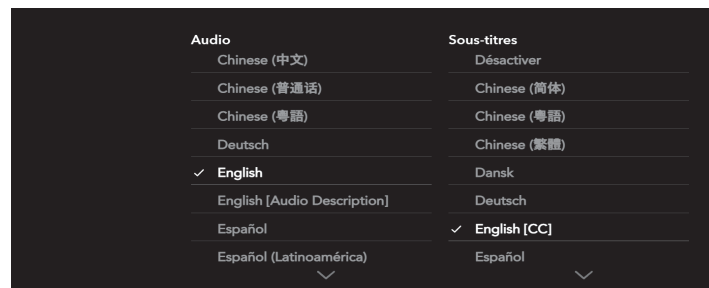 Audio
Chinese (中文)
Chinese (普通话)
Chinese (粵語)
Deutsch
English
English [Audio Description]
Español
Español (Latinoamérica)
Sous-titres
Désactiver
Chinese (简体)
Chinese (粵語)
Chinese (繁體)
Dansk
Deutsch
English [CC]
Español